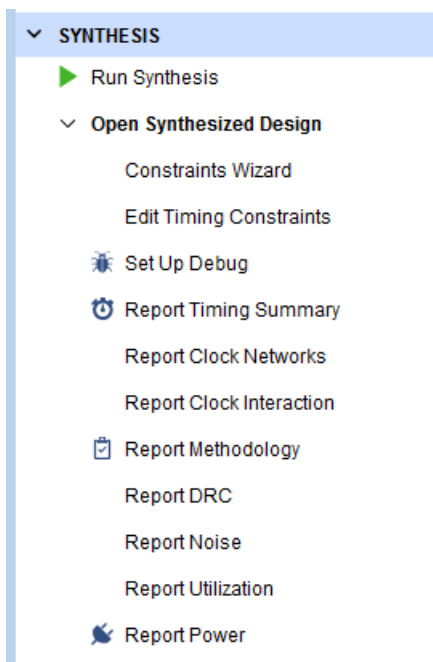 SYNTHESIS
Run Synthesis
Open Synthesized Design
Constraints Wizard
Edit Timing Constraints
Set Up Debug
Report Timing Summary
Report Clock Networks
Report Clock Interaction
Report Methodology
Report DRC
Report Noise
Report Utilization
Report Power